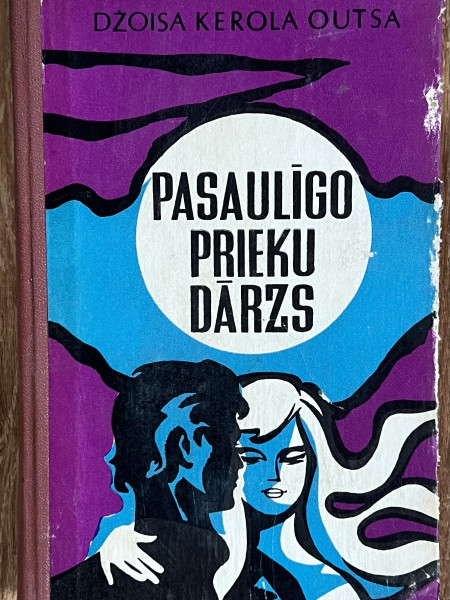 DŽOISA KEROLA OUTSA
PASAULĪGO
PRIEKU
DĀRZS